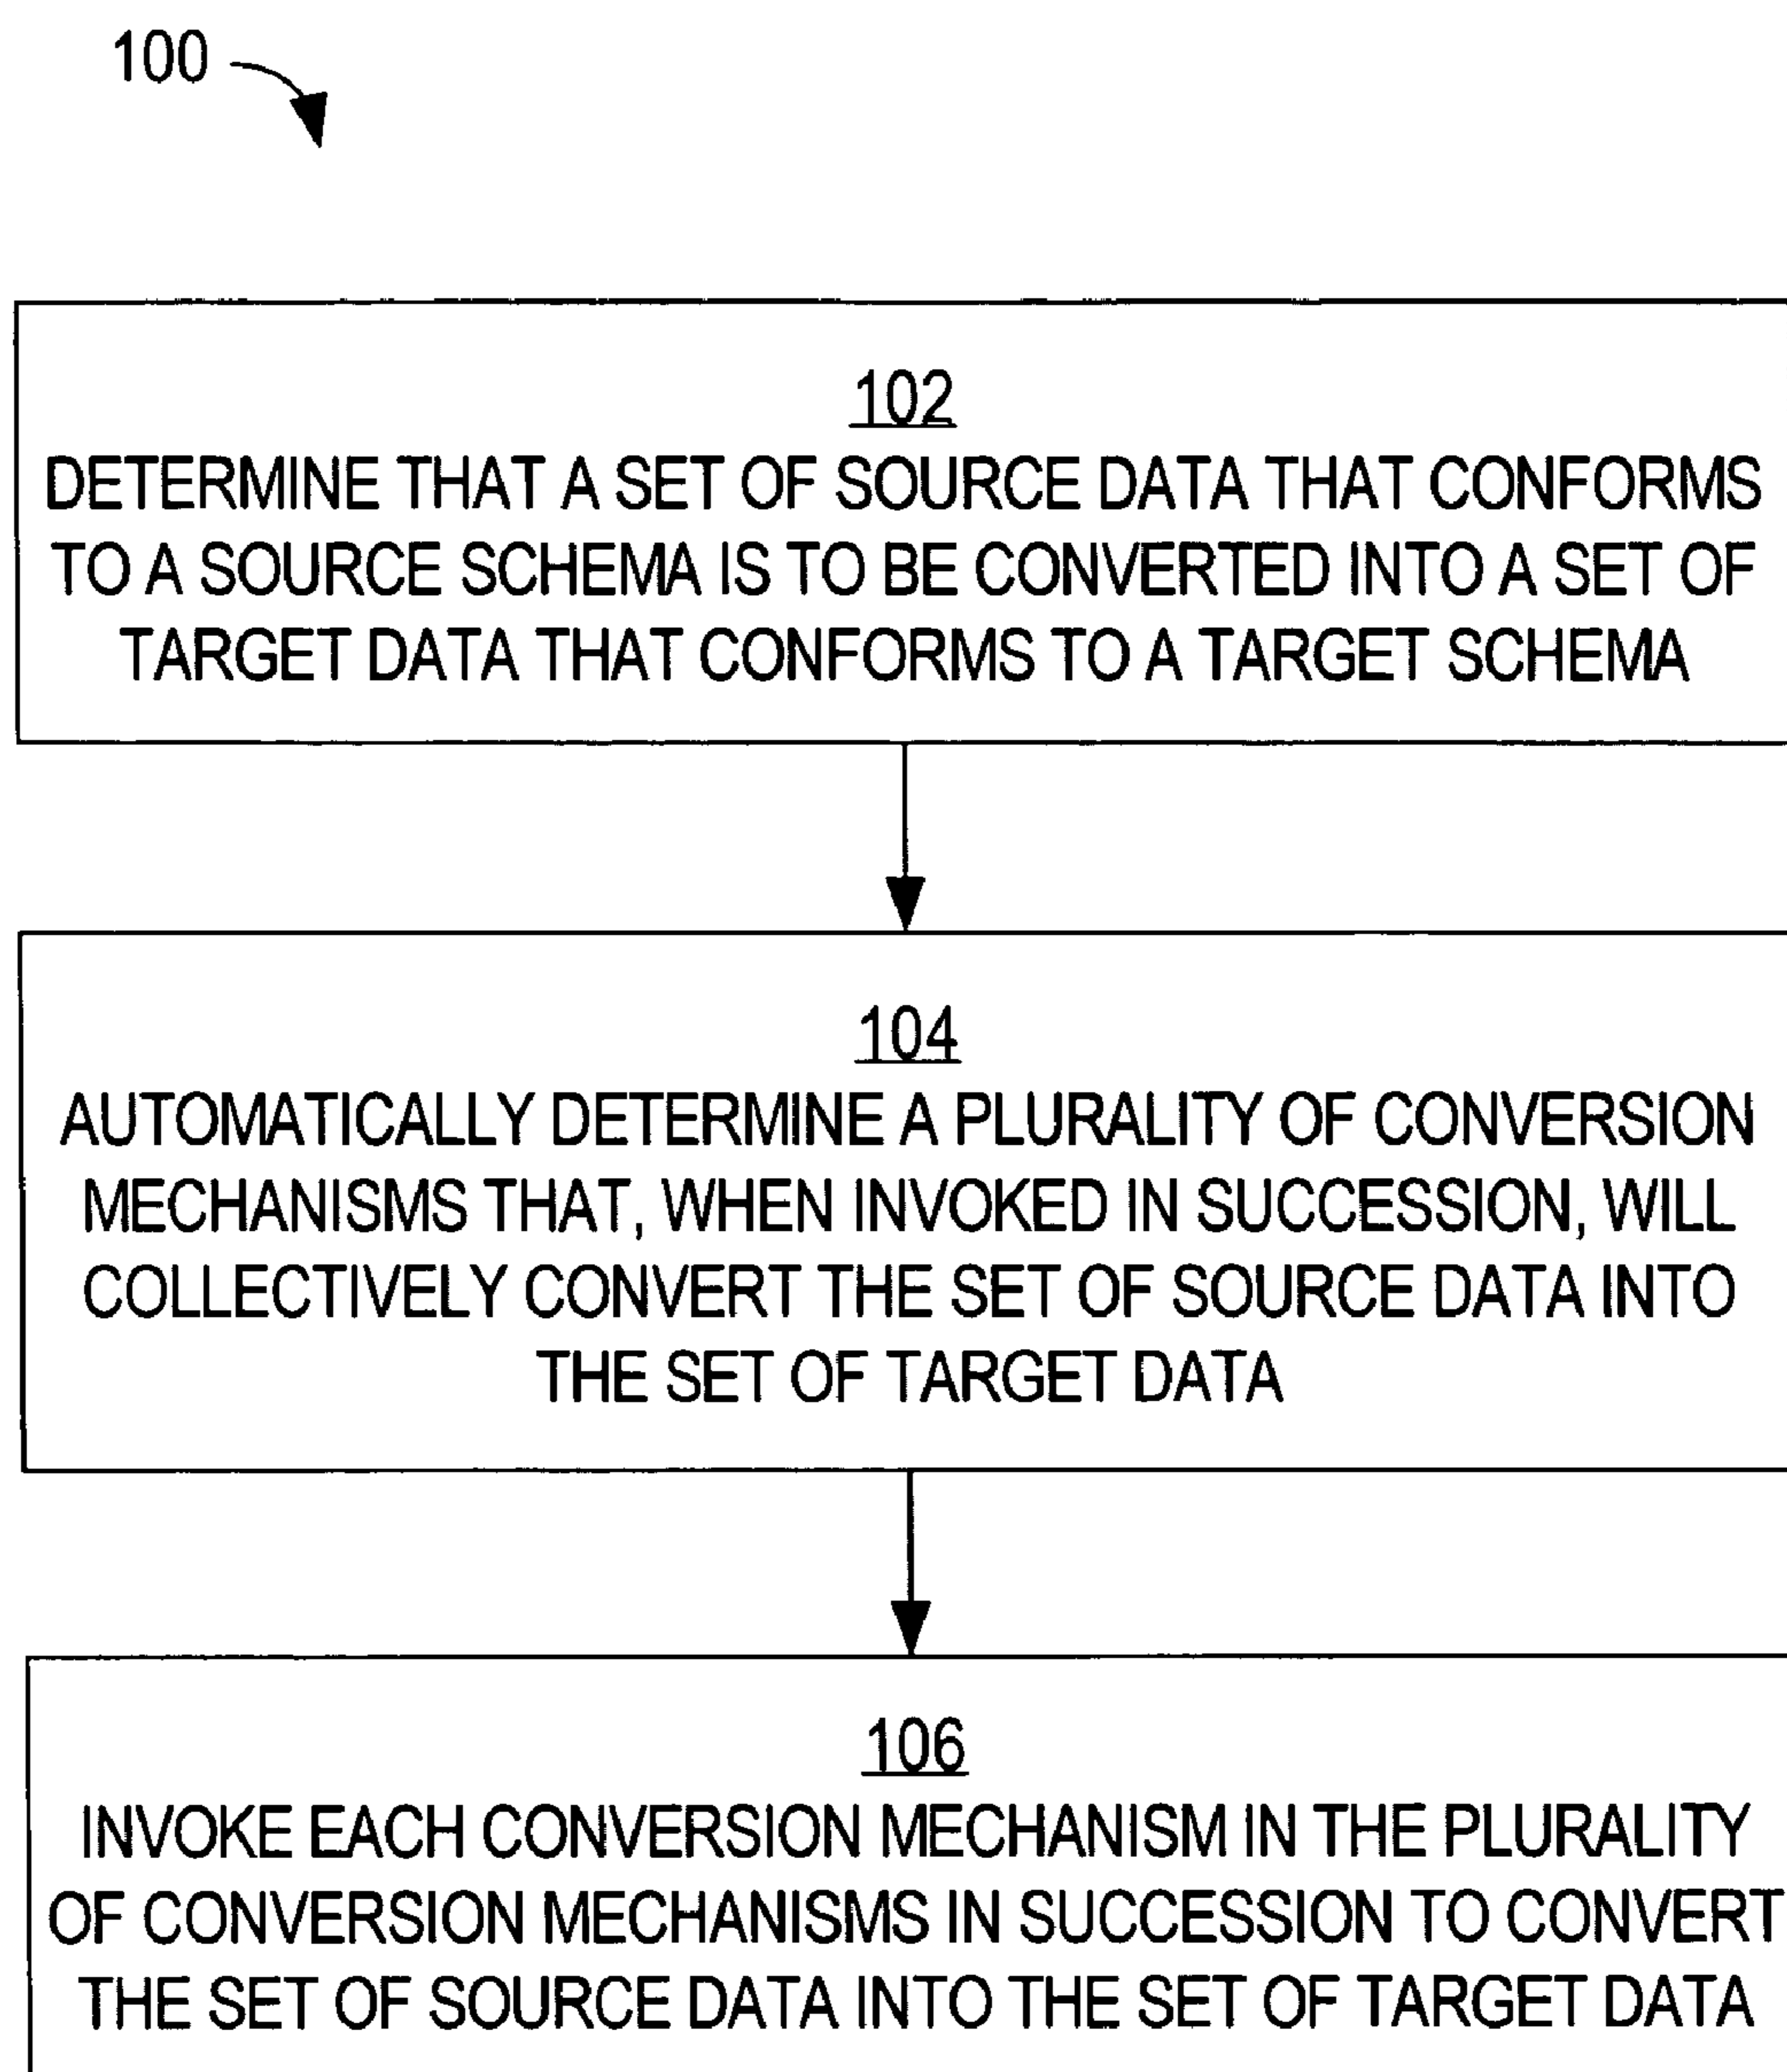 100
102
DETERMINE THAT A SET OF SOURCE DATA THAT CONFORMS
TO A SOURCE SCHEMA IS TO BE CONVERTED INTO A SET OF
TARGET DATA THAT CONFORMS TO A TARGET SCHEMA
104
AUTOMATICALLY DETERMINE A PLURALITY OF CONVERSION
MECHANISMS THAT, WHEN INVOKED IN SUCCESSION, WILL
COLLECTIVELY CONVERT THE SET OF SOURCE DATA INTO
THE SET OF TARGET DATA
106
INVOKE EACH CONVERSION MECHANISM IN THE PLURALITY
OF CONVERSION MECHANISMS IN SUCCESSION TO CONVERT
THE SET OF SOURCE DATA INTO THE SET OF TARGET DATA